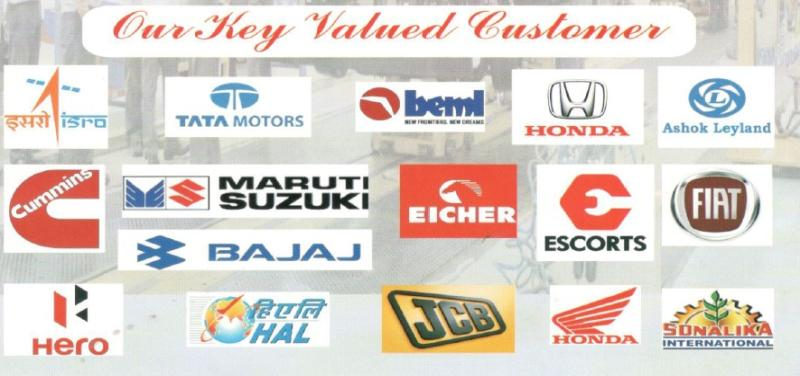 Our Key Valued Customer
इसरो isro
TATA MOTORS
beml
NEW FRONTIERS. NEW DREAMS
HONDA
Ashok Leyland
Cummins
MARUTI
SUZUKI
EICHER
ESCORTS
FIAT
BAJAJ
Hero
हिएलि
HAL
JCB
HONDA
SONALIKA
INTERNATIONAL